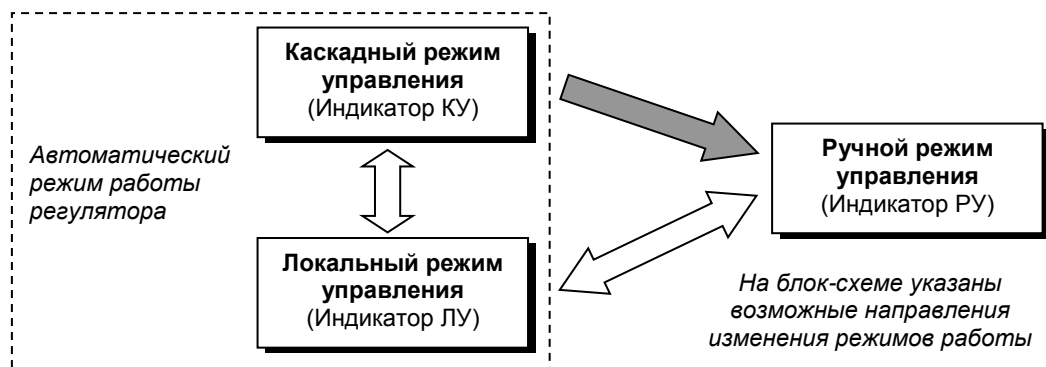 Каскадный режим
управления
(Индикатор КУ)
Автоматический
режим работы
регулятора
Локальный режим
управления
(Индикатор ЛУ)
Ручной режим
управления
(Индикатор РУ)
На блок-схеме указаны
возможные направления
изменения режимов работы